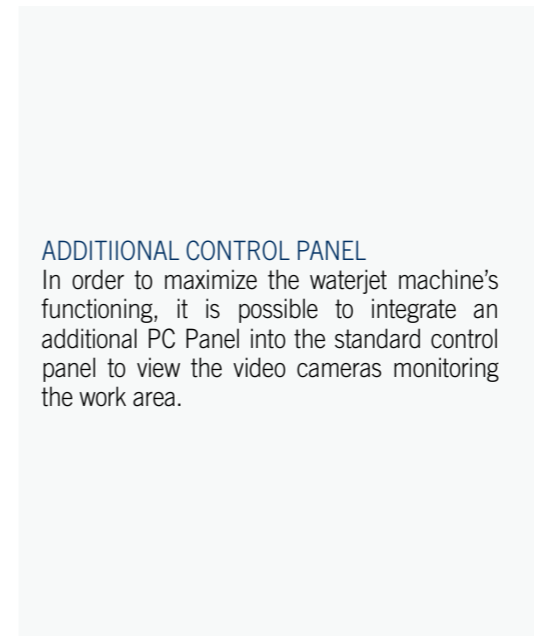 ADDITIIONAL CONTROL PANEL
In order to maximize the waterjet machine’s
functioning, it is possible to integrate an
additional PC Panel into the standard control
panel to view the video cameras monitoring
the work area.